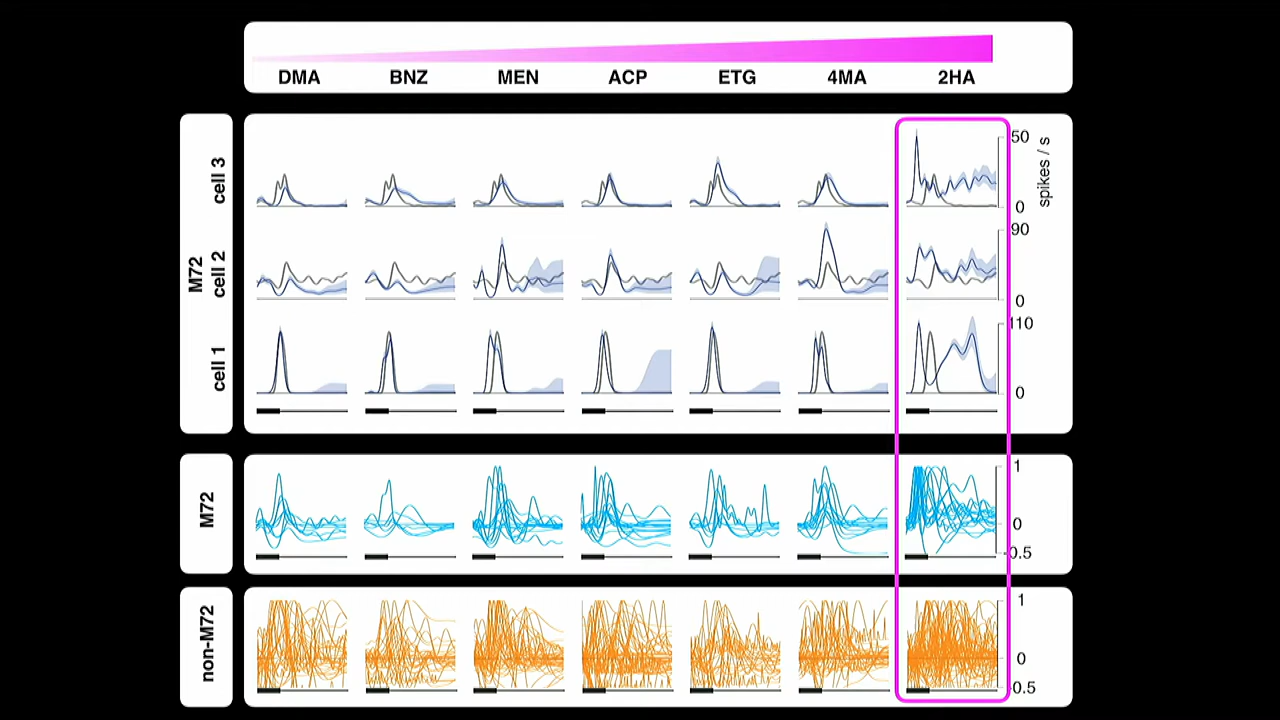 DMA BNZ MEN ACP ETG 4MA 2HA
M72
cell 3
50
0
spikes / s
cell 2
90
0
cell 1
110
0
M72
1
0
-0.5
non-M72
1
0
-0.5